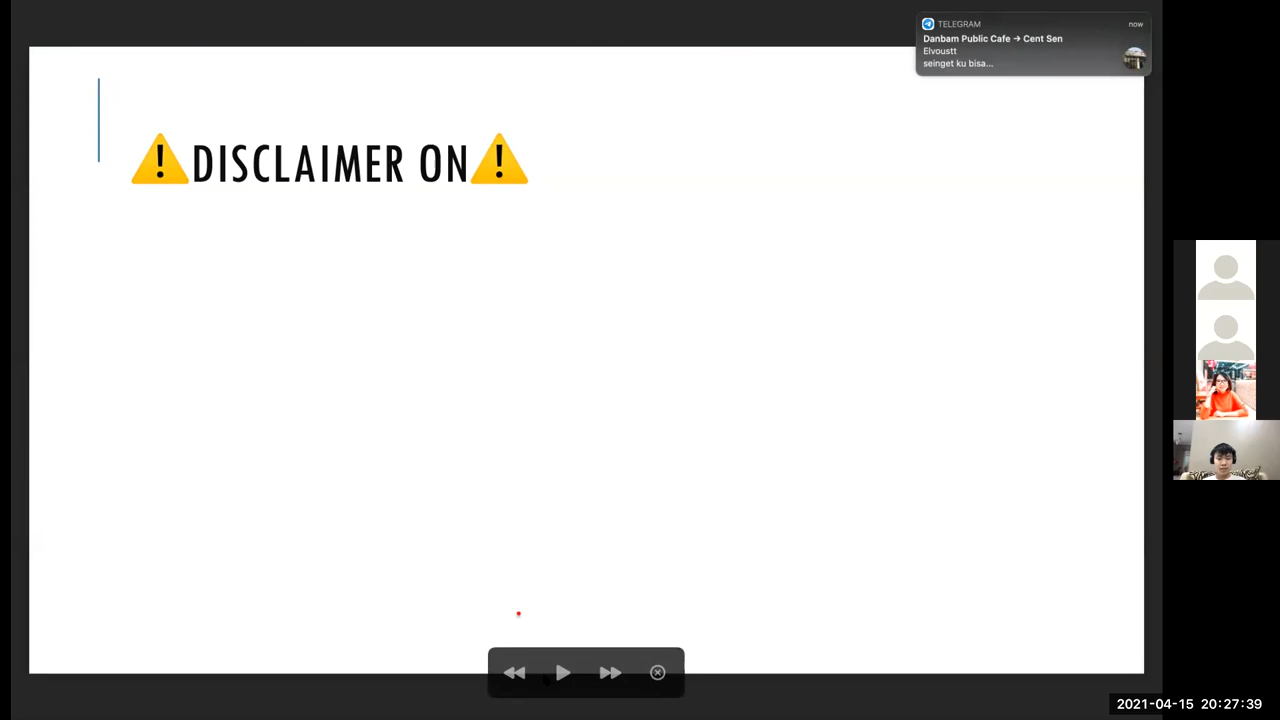 TELEGRAM now
Danbam Public Cafe → Cent Sen
Elvoustt
seinget ku bisa...
⚠️DISCLAIMER ON⚠️
2021-04-15 20:27:39